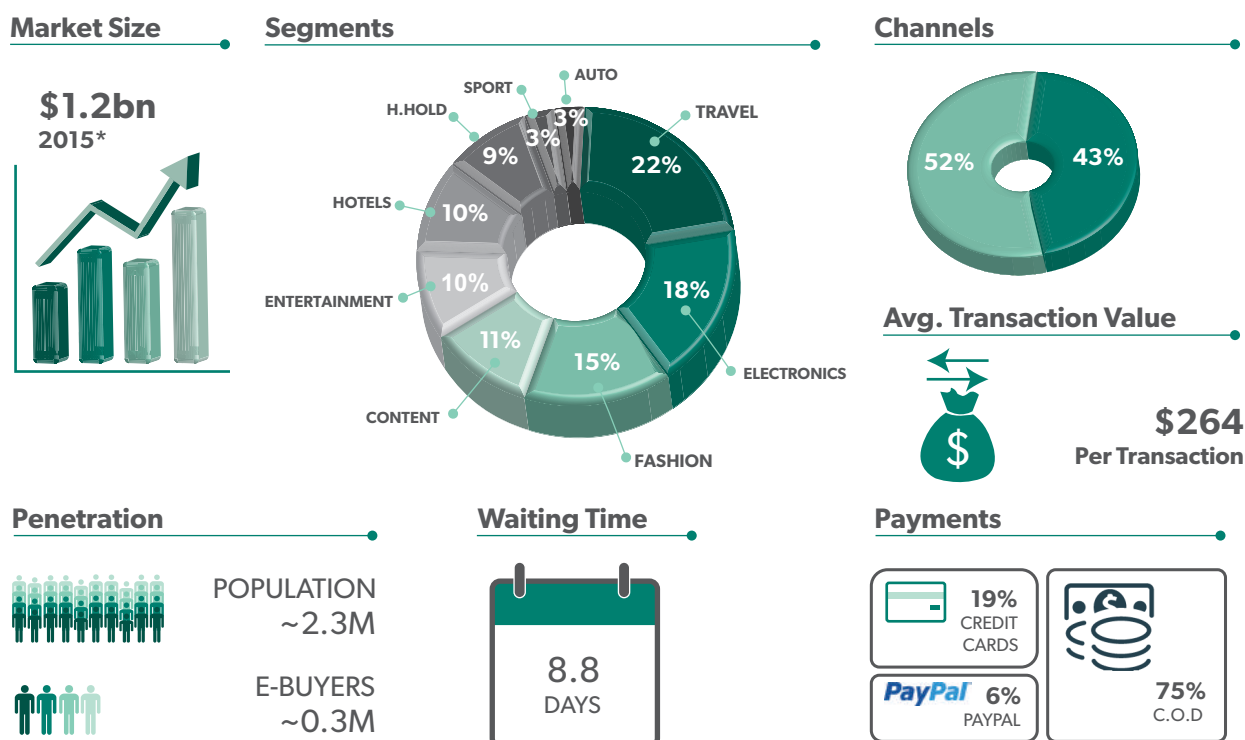 Market Size
$1.2bn
2015*
Segments
AUTO
SPORT
H.HOLD
TRAVEL
3%
3%
9%
22%
HOTELS
10%
ENTERTAINMENT
10%
18%
ELECTRONICS
11%
15%
CONTENT
FASHION
Channels
52%
43%
Avg. Transaction Value
$
$264
Per Transaction
Penetration
POPULATION
~2.3M
E-BUYERS
~0.3M
Waiting Time
8.8
DAYS
Payments
19%
CREDIT
CARDS
PayPal 6%
PAYPAL
$
75%
C.O.D